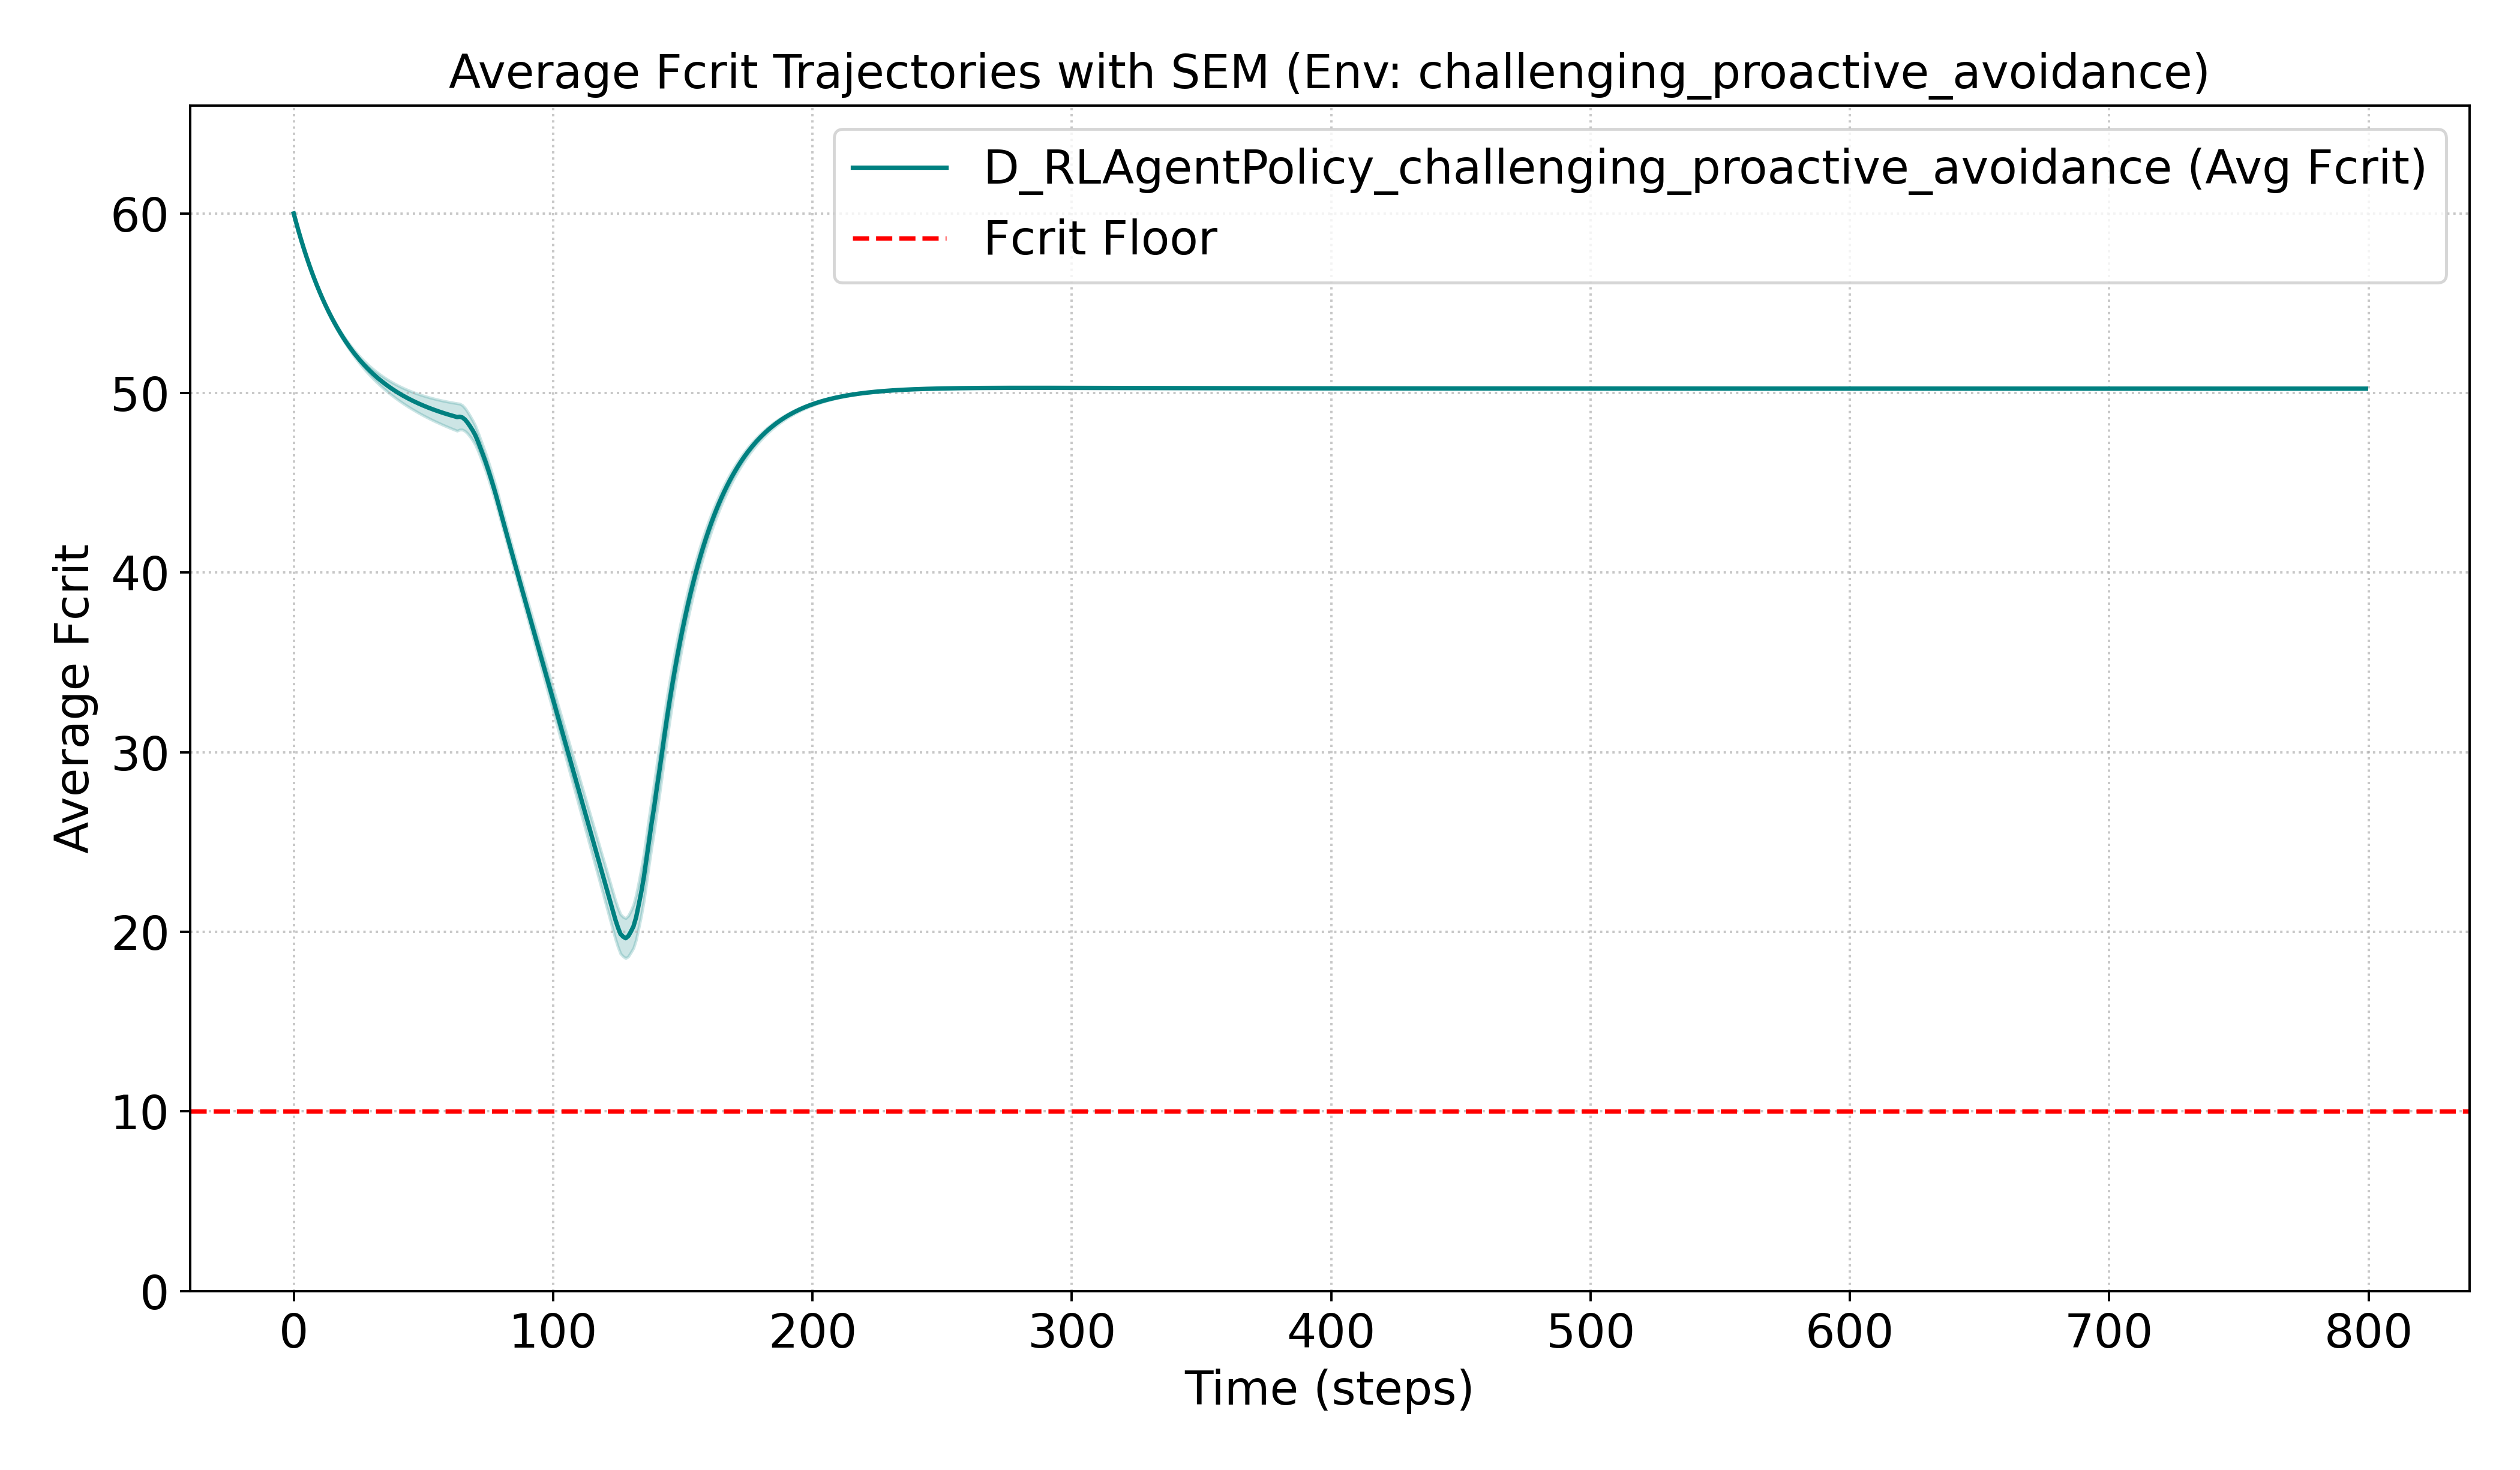 Average Fcrit Trajectories with SEM (Env: challenging_proactive_avoidance)
D_RLAgentPolicy_challenging_proactive_avoidance (Avg Fcrit)
Fcrit Floor
Average Fcrit
60
50
40
30
20
10
0
0 100 200 300 400 500 600 700 800
Time (steps)